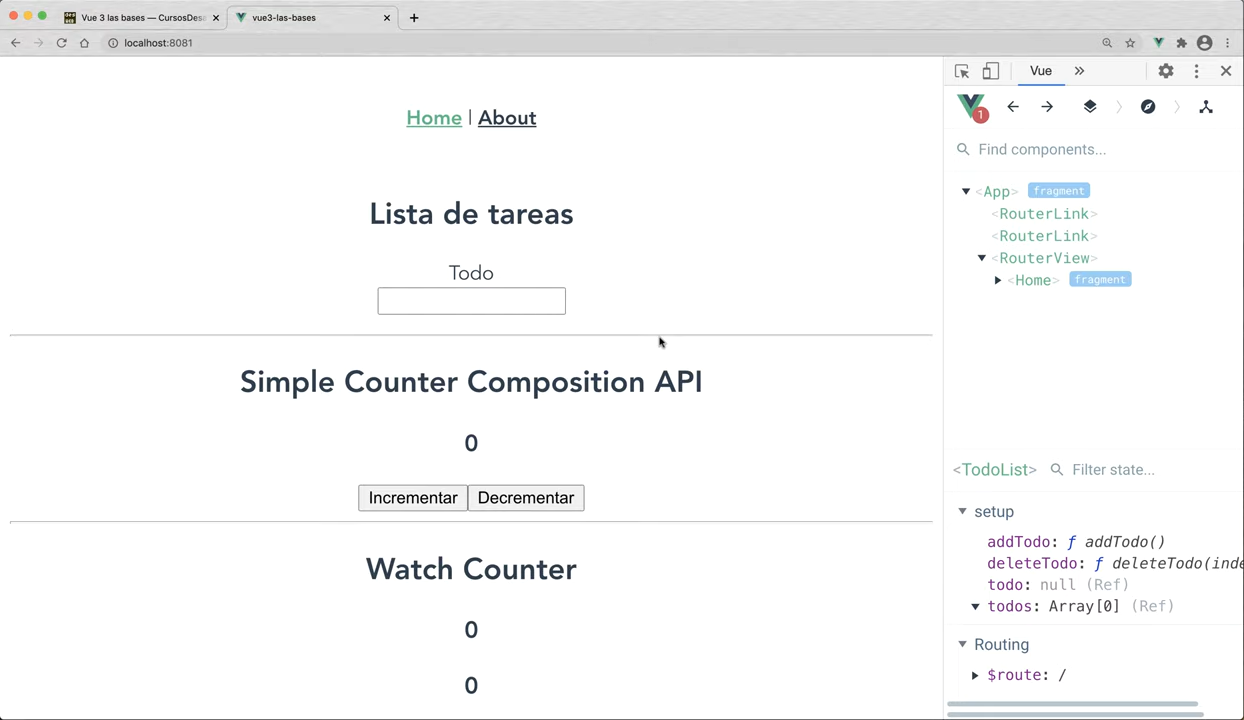 Vue 3 las bases — CursosDesa
vue3-las-bases
localhost:8081
Home | About
Lista de tareas
Todo
Simple Counter Composition API
0
Incrementar Decrementar
Watch Counter
0
0
Vue
1
Find components...
<App> fragment
<RouterLink>
<RouterLink>
<RouterView>
<Home> fragment
<TodoList> Filter state...
setup
addTodo: ƒ addTodo()
deleteTodo: ƒ deleteTodo(inde
todo: null (Ref)
todos: Array[0] (Ref)
Routing
$route: /